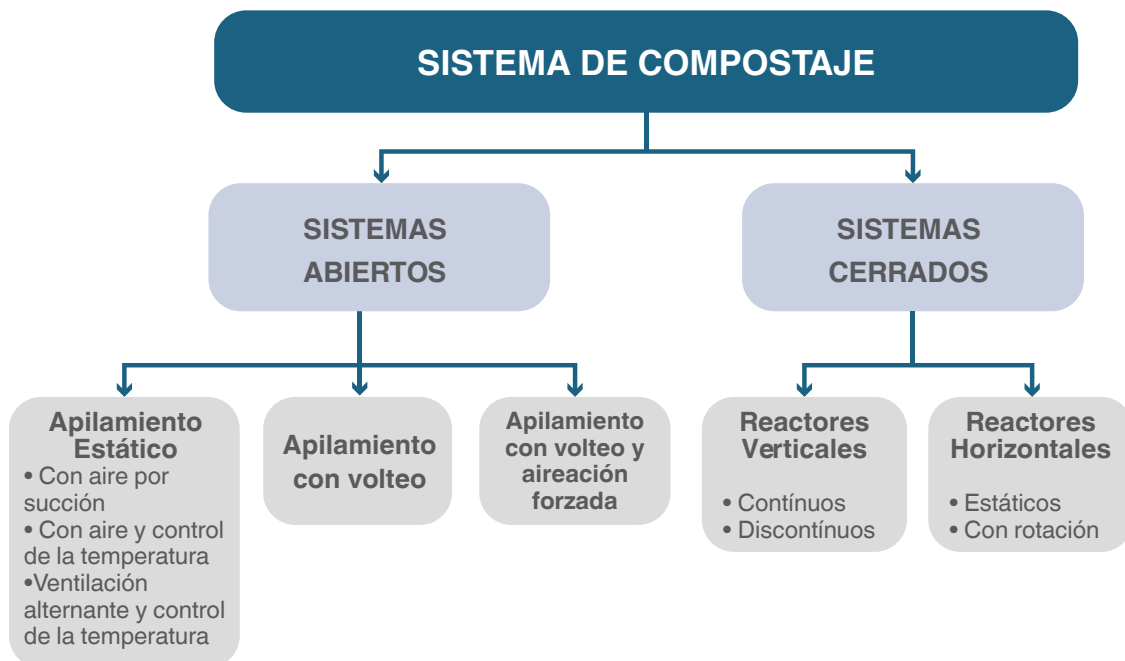 SISTEMA DE COMPOSTAJE
SISTEMAS
ABIERTOS
SISTEMAS
CERRADOS
Apilamiento
Estático
• Con aire por
succión
• Con aire y control
de la temperatura
•Ventilación
alternante y control
de la temperatura
Apilamiento
con volteo
Apilamiento
con volteo y
aireación
forzada
Reactores
Verticales
• Contínuos
• Discontínuos
Reactores
Horizontales
• Estáticos
• Con rotación